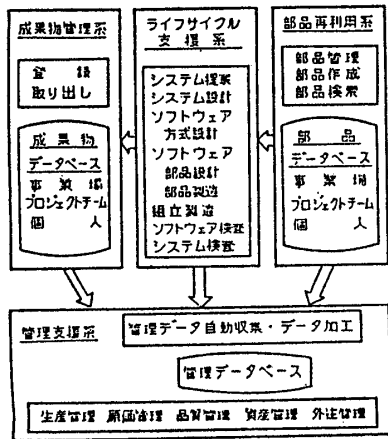 成果物管理系
登録
取り出し
成果物
データベース
事業場
プロジェクトチーム
個人
ライフサイクル
支援系
システム提案
システム設計
ソフトウェア
方式設計
ソフトウェア
部品設計
部品製造
組立製造
ソフトウェア検査
システム検査
部品再利用系
部品管理
部品作成
部品検索
部品
データベース
事業場
プロジェクトチーム
個人
管理支援系
管理データ自動収集・データ加工
管理データベース
生産管理 原価管理 品質管理 資産管理 外注管理